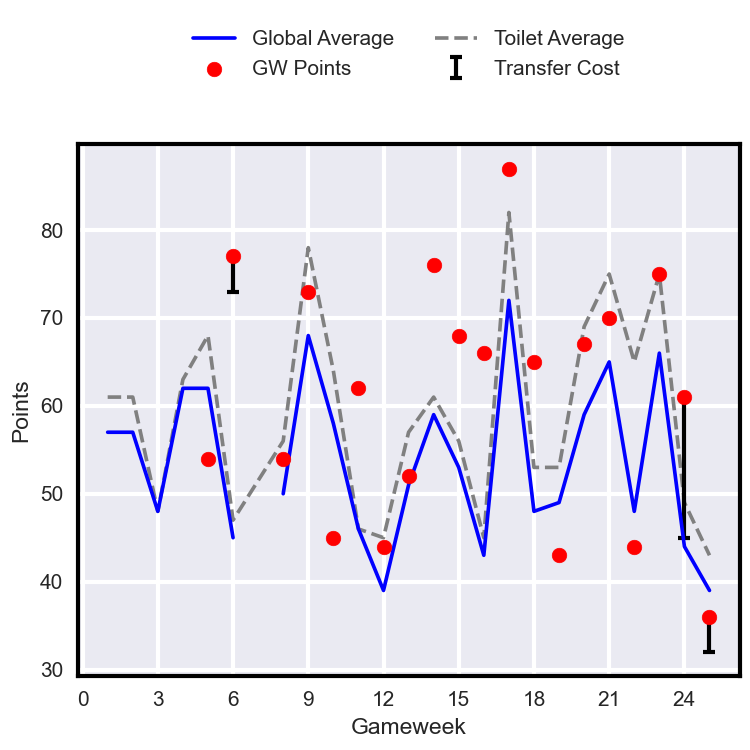 Global Average
GW Points
Toilet Average
Transfer Cost
80
70
60
50
40
30
Points
0 3 6 9 12 15 18 21 24
Gameweek